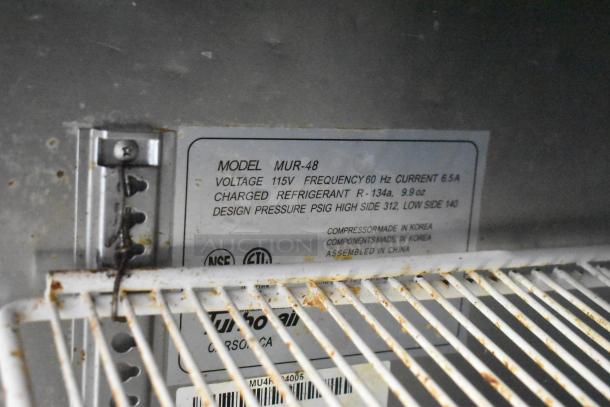 MODEL MUR-48
VOLTAGE 115V FREQUENCY 60 Hz CURRENT 6.5A
CHARGED REFRIGERANT R-134a, 9.9 oz
DESIGN PRESSURE PSIG HIGH SIDE 312, LOW SIDE 140
COMPRESSOR MADE IN KOREA
COMPONENTS MADE IN KOREA
ASSEMBLED IN CHINA
AUCTION
NSF ETL
Turbo air
CARSON, CA